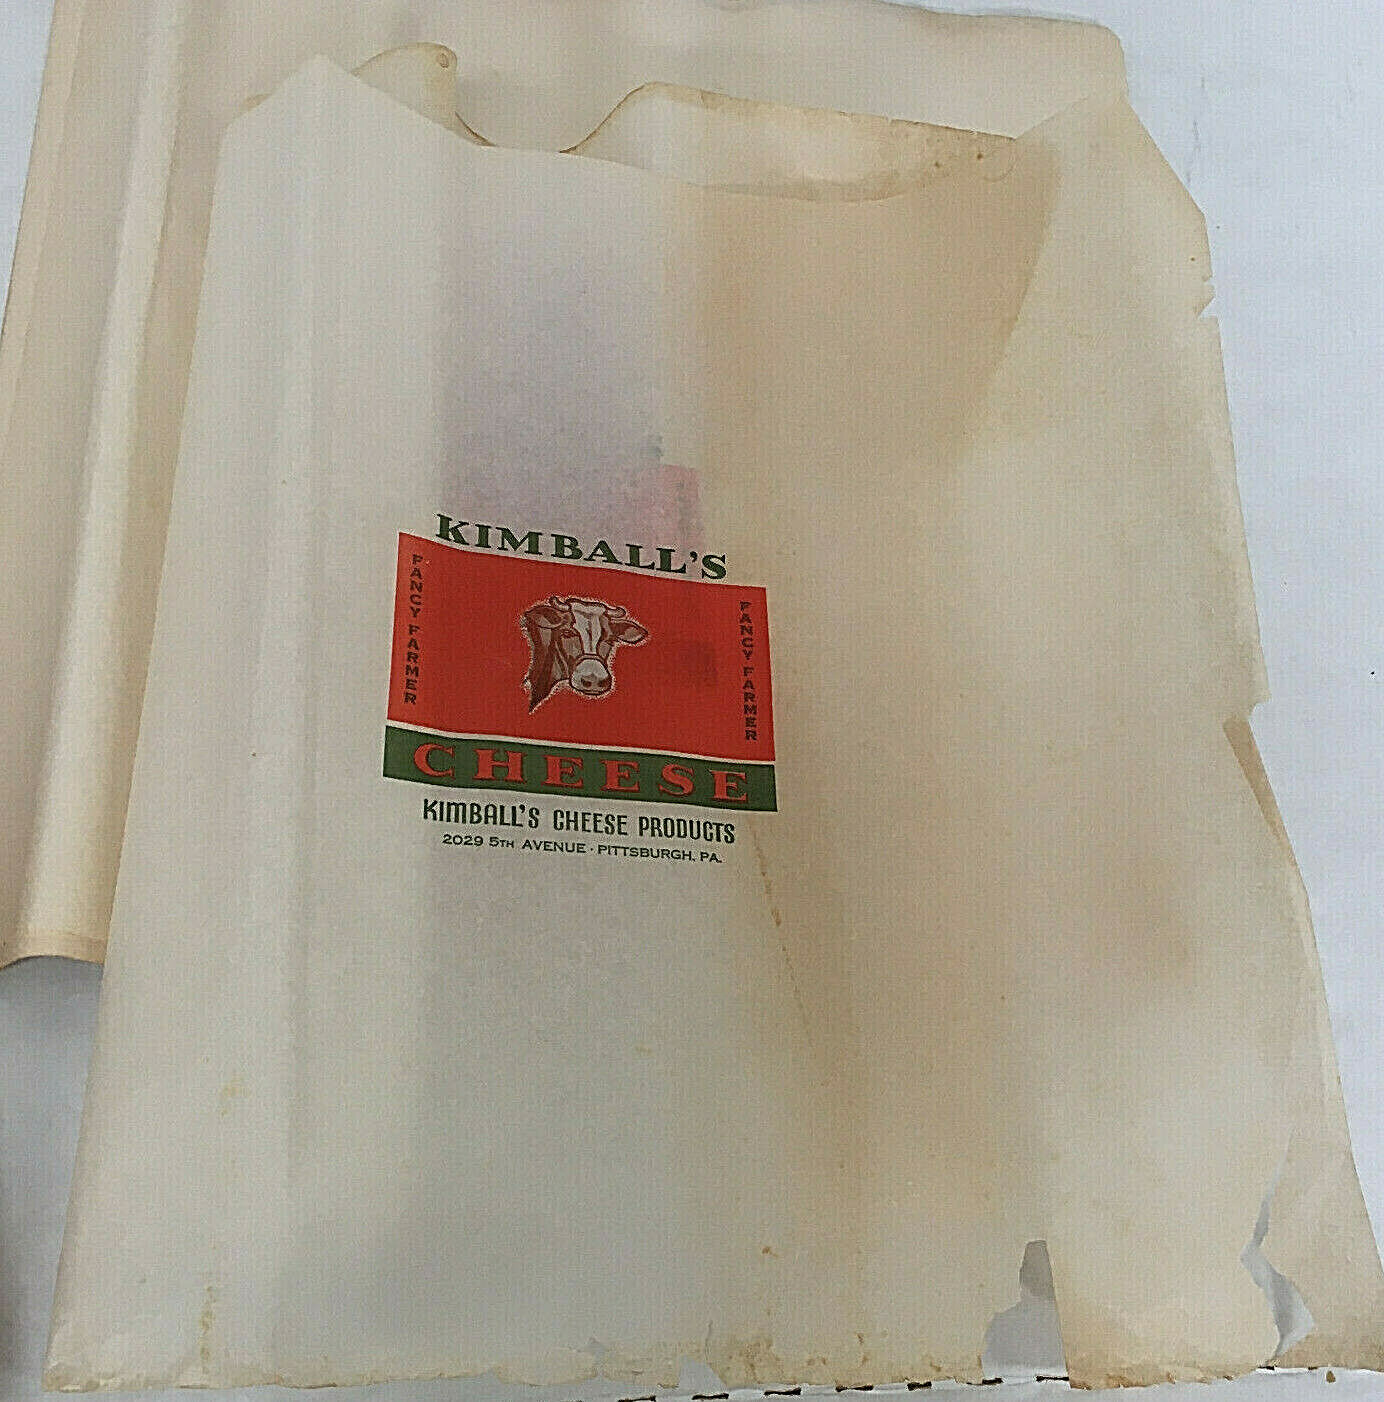 KIMBALL'S
FANCY FARMER
FANCY FARMER
CHEESE
KIMBALL'S CHEESE PRODUCTS
2029 5TH AVENUE · PITTSBURGH, PA.